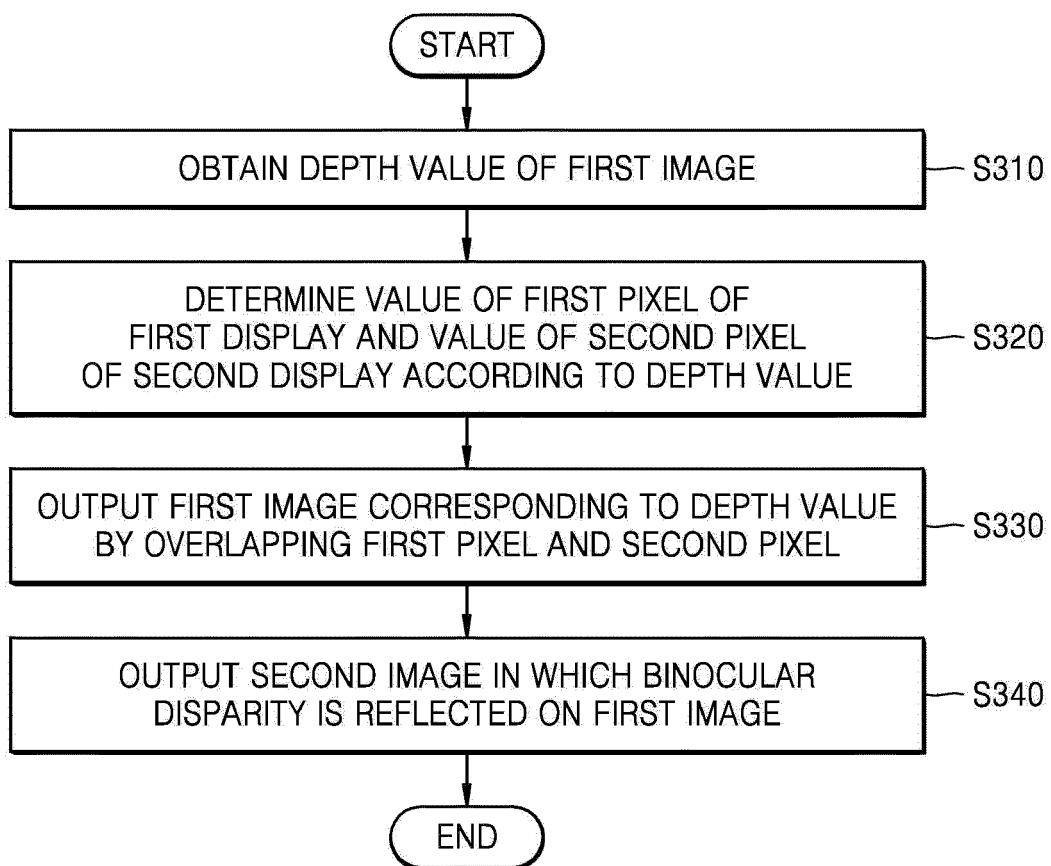 START
OBTAIN DEPTH VALUE OF FIRST IMAGE
S310
DETERMINE VALUE OF FIRST PIXEL OF
FIRST DISPLAY AND VALUE OF SECOND PIXEL
OF SECOND DISPLAY ACCORDING TO DEPTH VALUE
S320
OUTPUT FIRST IMAGE CORRESPONDING TO DEPTH VALUE
BY OVERLAPPING FIRST PIXEL AND SECOND PIXEL
S330
OUTPUT SECOND IMAGE IN WHICH BINOCULAR
DISPARITY IS REFLECTED ON FIRST IMAGE
S340
END